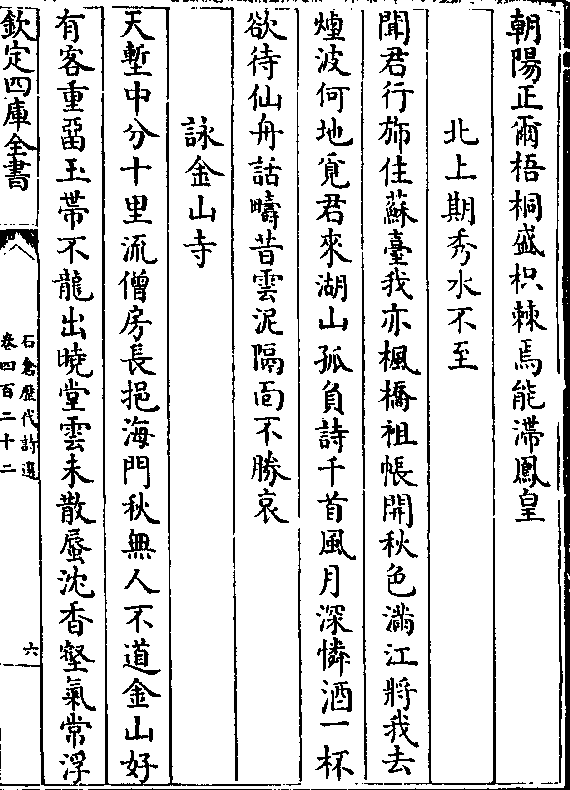 朝陽正爾梧桐盛枳棘焉能滯鳳皇
北上期秀水不至
聞君行斾住蘇臺我亦楓橋祖帳開秋色滿江將我去
煙波何地覓君來湖山孤負詩千首風月深憐酒一杯
欲待仙舟話疇昔雲泥隔面不勝哀
詠金山寺
天塹中分十里流僧房長挹海門秋無人不道金山好
有客重留玉帶不龍出曉堂雲未散蜃沈香壑氣常浮
欽定四庫全書
石倉歷代詩選
卷四百二十二
六